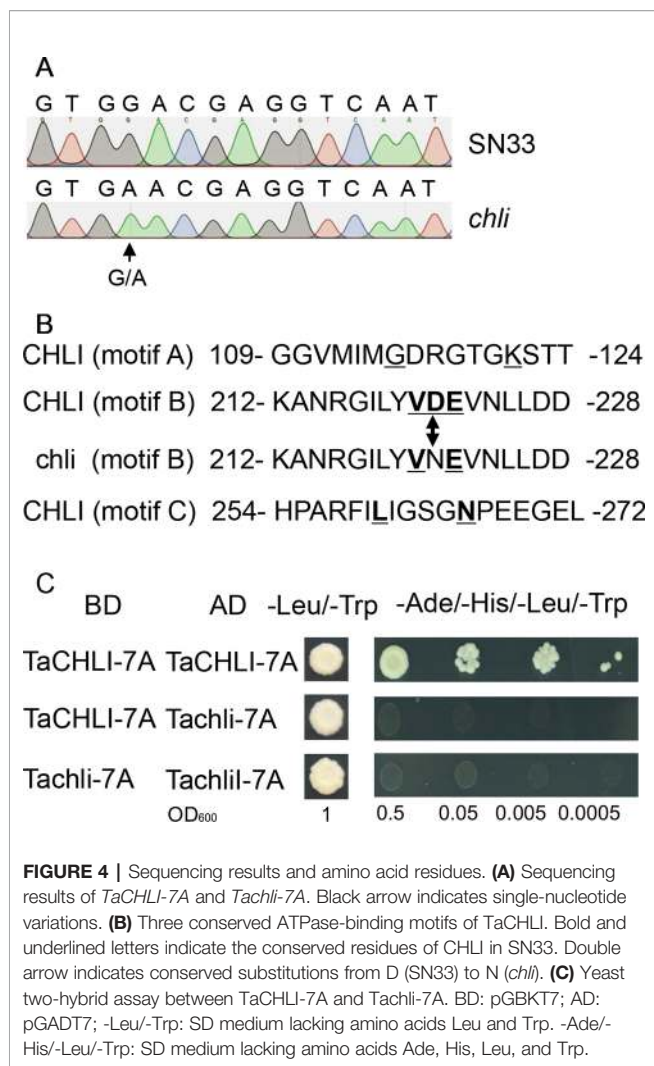 A
G T G G A C G A G G T C A A T
G T G G A C G A G G T C A A T
SN33
G T G A A C G A G G T C A A T
chli
G/A
B
CHLI (motif A) 109- GGVMIMGDRGTGKSTT -124
CHLI (motif B) 212- KANRGILYVDEVNLLDD -228
chli (motif B) 212- KANRGILYVNEVNLLDD -228
CHLI (motif C) 254- HPARFILIGSGNPEEGEL -272
C
BD AD -Leu/-Trp -Ade/-His/-Leu/-Trp
TaCHLI-7A TaCHLI-7A
TaCHLI-7A Tachli-7A
Tachli-7A Tachlil-7A
OD600 1 0.5 0.05 0.005 0.0005
FIGURE 4 | Sequencing results and amino acid residues. (A) Sequencing
results of TaCHLI-7A and Tachli-7A. Black arrow indicates single-nucleotide
variations. (B) Three conserved ATPase-binding motifs of TaCHLI. Bold and
underlined letters indicate the conserved residues of CHLI in SN33. Double
arrow indicates conserved substitutions from D (SN33) to N (chli). (C) Yeast
two-hybrid assay between TaCHLI-7A and Tachli-7A. BD: pGBKT7; AD:
pGADT7; -Leu/-Trp: SD medium lacking amino acids Leu and Trp. -Ade/-
His/-Leu/-Trp: SD medium lacking amino acids Ade, His, Leu, and Trp.